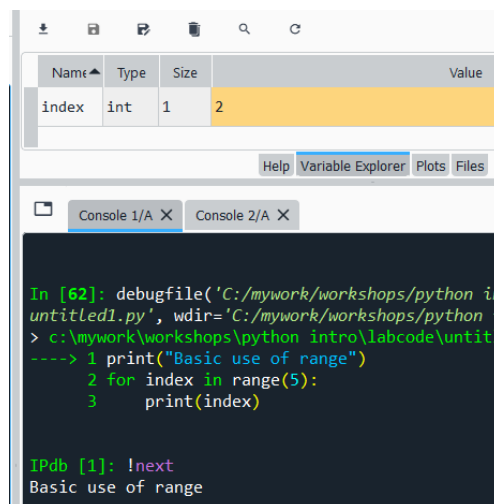 Name Type Size Value
index int 1 2
Help Variable Explorer Plots Files
Console 1/A Console 2/A
In [62]: debugfile('C:/mywork/workshops/python i
untitled1.py', wdir='C:/mywork/workshops/python
> c:\mywork\workshops\python intro\labcode\untit
----> 1 print("Basic use of range")
2 for index in range(5):
3 print(index)
IPdb [1]: !next
Basic use of range